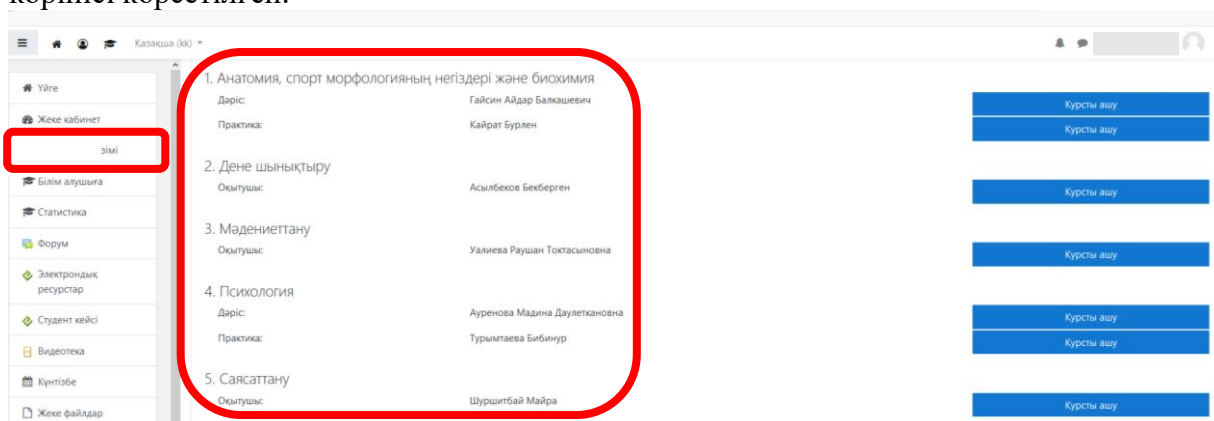 Қазақша (kk)
Үйге
Жеке кабинет
зімі
Білім алушыға
Статистика
Форум
Электрондық
ресурстар
Студент кейсі
Видеотека
Күнтізбе
Жеке файлдар
1. Анатомия, спорт морфологияның негіздері және биохимия
Дәріс: Гайсин Айдар Балкашевич Курсты ашу
Практика: Кайрат Бурлен Курсты ашу
2. Дене шынықтыру
Оқытушы: Асылбеков Бекберген Курсты ашу
3. Мәдениеттану
Оқытушы: Уалиева Раушан Токтасыновна Курсты ашу
4. Психология
Дәріс: Ауренова Мадина Даулеткановна Курсты ашу
Практика: Турымтаева Бибинур Курсты ашу
5. Саясаттану
Оқытушы: Шуршитбай Майра Курсты ашу